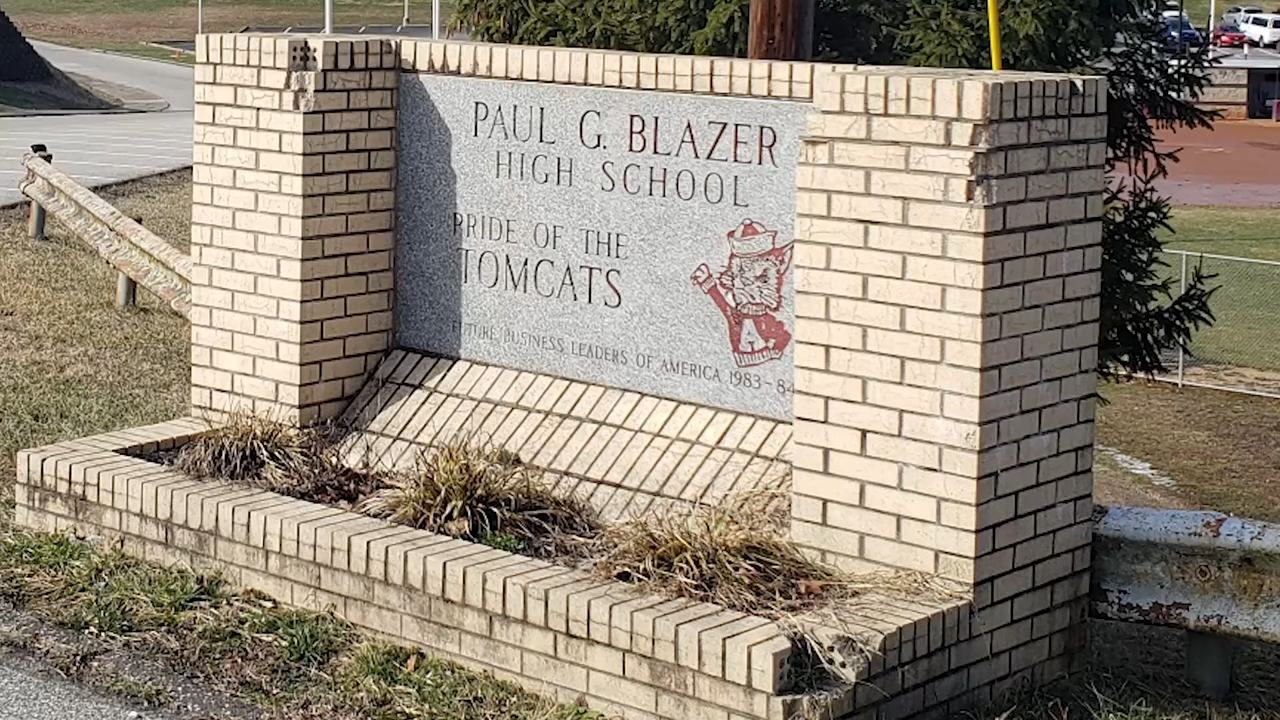 PAUL G. BLAZER
HIGH SCHOOL
PRIDE OF THE
TOMCATS
A
FUTURE BUSINESS LEADERS OF AMERICA 1983-84